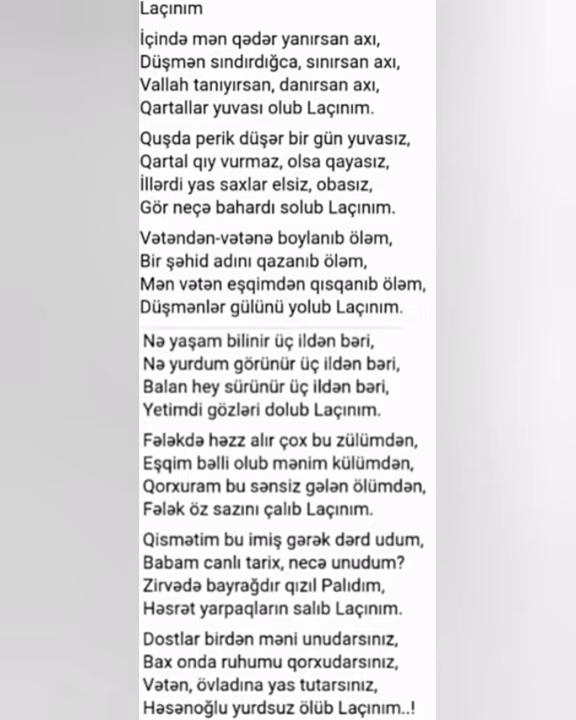 Laçınım
İçində mən qədər yanırsan axı,
Düşmən sındırdığca, sınırsan axı,
Vallah tanıyırsan, danırsan axı,
Qartallar yuvası olub Laçınım.
Quşda perik düşər bir gün yuvasız,
Qartal qıy vurmaz, olsa qayasız,
İllərdi yas saxlar elsiz, obasız,
Gör neçə bahardı solub Laçınım.
Vətəndən-vətənə boylanıb öləm,
Bir şəhid adını qazanıb öləm,
Mən vətən eşqimdən qısqanıb öləm,
Düşmənlər gülünü yolub Laçınım.
Nə yaşam bilinir üç ildən bəri,
Nə yurdum görünür üç ildən bəri,
Balan hey sürünür üç ildən bəri,
Yetimdi gözləri dolub Laçınım.
Fələkdə həzz alır çox bu zülümdən,
Eşqim bəlli olub mənim külümdən,
Qorxuram bu sənsiz gələn ölümdən,
Fələk öz sazını çalıb Laçınım.
Qismətim bu imiş gərək dərd udum,
Babam canlı tarix, necə unudum?
Zirvədə bayrağdır qızıl Palıdım,
Həsrət yarpaqların salıb Laçınım.
Dostlar birdən məni unudarsınız,
Bax onda ruhumu qorxudarsınız,
Vətən, övladına yas tutarsınız,
Həsənoğlu yurdsuz ölüb Laçınım..!